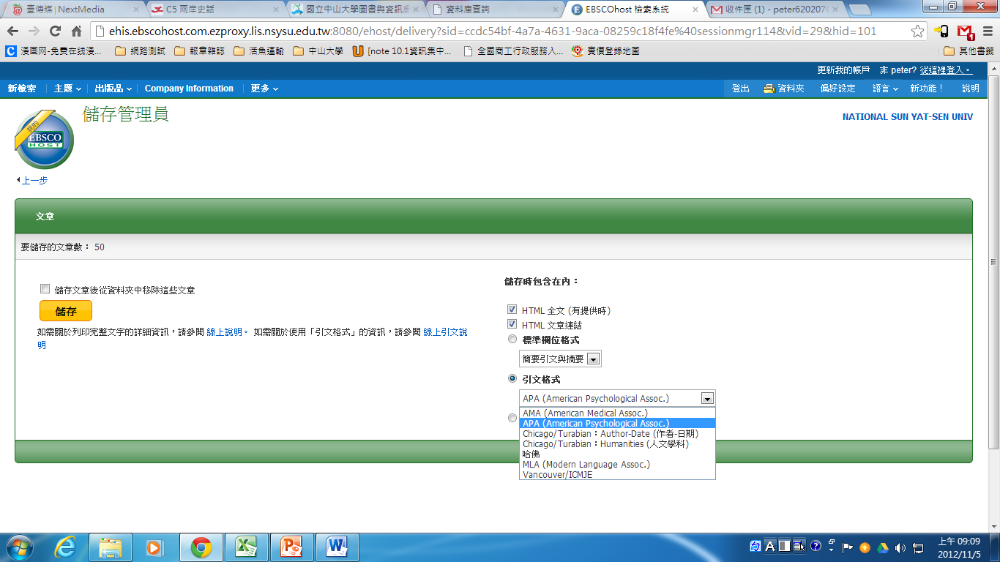 壹傳媒 | NextMedia
C5 兩岸史話
國立中山大學圖書與資訊處
資料庫查詢
EBSCOhost 檢索系統
收件匣 (1) - peter620207
ehis.ebscohost.com.ezproxy.lis.nsysu.edu.tw:8080/ehost/delivery?sid=cedc54bf-4a7a-4631-9aca-08259c18f4fe%40sessionmgr114&vid=29&hid=101
漫画网-免费在线漫...
網路測試
報章雜誌
活魚運輸
中山大學
[note 10.1資訊集中...
全國商工行政服務入...
實價登錄地圖
其他書籤
更新我的帳戶 非 peter? 從這裡登入。
新檢索 主題 出版品 Company Information 更多 登出 資料夾 偏好設定 語言 新功能！ 說明
我的
EBSCO
HOST
儲存管理員
NATIONAL SUN YAT-SEN UNIV
上一步
文章
要儲存的文章數： 50
儲存文章後從資料夾中移除這些文章
儲存
如需關於列印完整文字的詳細資訊，請參閱 線上說明。 如需關於使用「引文格式」的資訊，請參閱 線上引文說
明
儲存時包含在內：
HTML 全文 (有提供時)
HTML 文章連結
標準欄位格式
簡要引文與摘要
引文格式
APA (American Psychological Assoc.)
AMA (American Medical Assoc.)
APA (American Psychological Assoc.)
Chicago/Turabian：Author-Date (作者-日期)
Chicago/Turabian：Humanities (人文學科)
哈佛
MLA (Modern Language Assoc.)
Vancouver/ICMJE
上午 09:09
2012/11/5